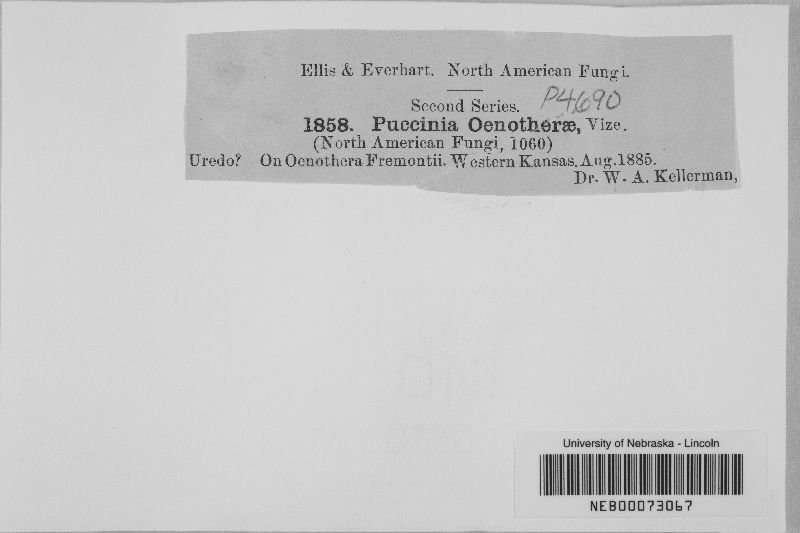 Ellis & Everhart. North American Fungi.
Second Series. P4690
1858. Puccinia Oenotheræ, Vize.
(North American Fungi, 1060)
Uredo? On Oenothera Fremontii. Western Kansas. Aug. 1885.
Dr. W. A. Kellerman,
University of Nebraska - Lincoln
NEB00073067